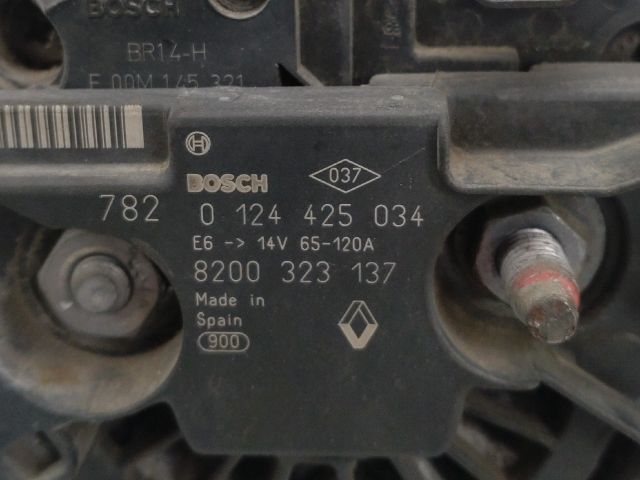 BOSCH
BR14-H
F 00M 145 321
BOSCH
037
782
0 124 425 034
E6 -> 14V 65-120A
8200 323 137
Made in
Spain
900